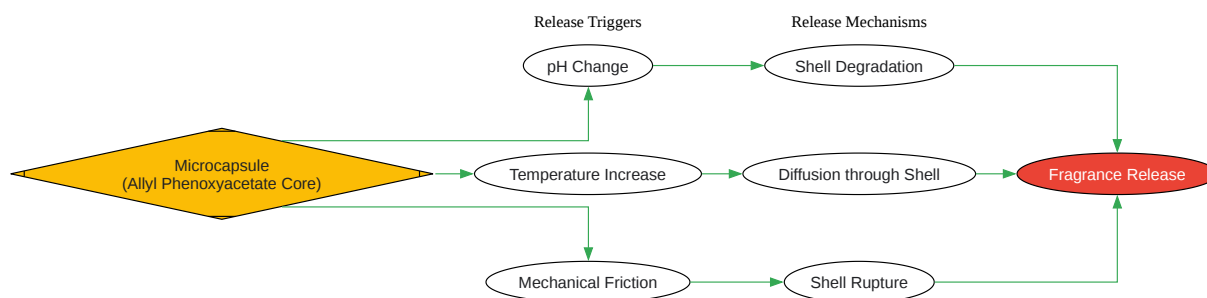 Release Triggers
Release Mechanisms
pH Change
Shell Degradation
Microcapsule
(Allyl Phenoxyacetate Core)
Temperature Increase
Diffusion through Shell
Fragrance Release
Mechanical Friction
Shell Rupture